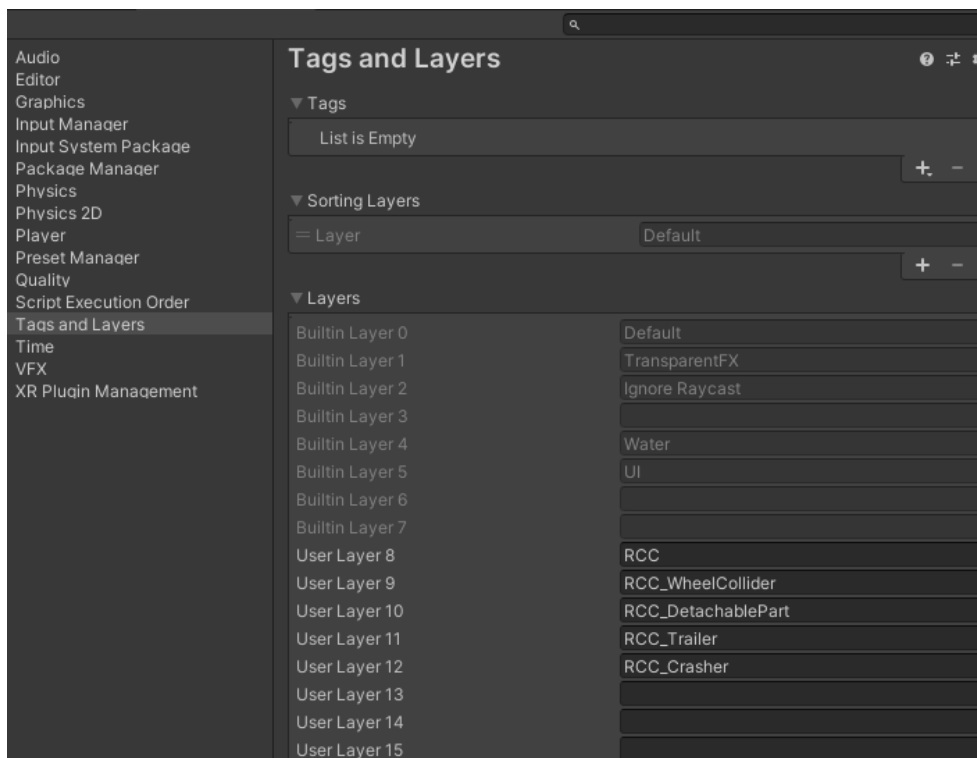 Audio
Editor
Graphics
Input Manager
Input System Package
Package Manager
Physics
Physics 2D
Player
Preset Manager
Quality
Script Execution Order
Tags and Layers
Time
VFX
XR Plugin Management
Tags and Layers
Tags
List is Empty
Sorting Layers
Layer Default
Layers
Builtin Layer 0 Default
Builtin Layer 1 TransparentFX
Builtin Layer 2 Ignore Raycast
Builtin Layer 3
Builtin Layer 4 Water
Builtin Layer 5 UI
Builtin Layer 6
Builtin Layer 7
User Layer 8 RCC
User Layer 9 RCC_WheelCollider
User Layer 10 RCC_DetachablePart
User Layer 11 RCC_Trailer
User Layer 12 RCC_Crasher
User Layer 13
User Layer 14
User Layer 15